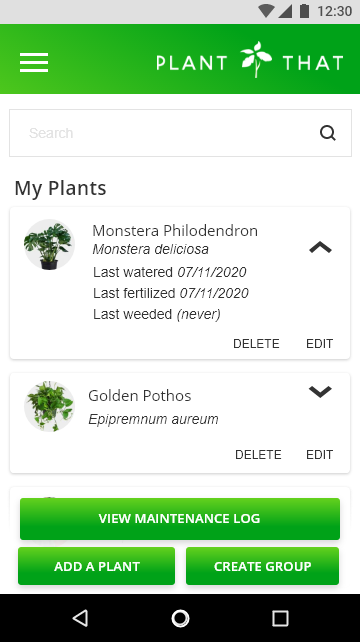 12:30
PLANT THAT
Search
My Plants
Monstera Philodendron
Monstera deliciosa
Last watered 07/11/2020
Last fertilized 07/11/2020
Last weeded (never)
DELETE EDIT
Golden Pothos
Epipremnum aureum
DELETE EDIT
VIEW MAINTENANCE LOG
ADD A PLANT CREATE GROUP